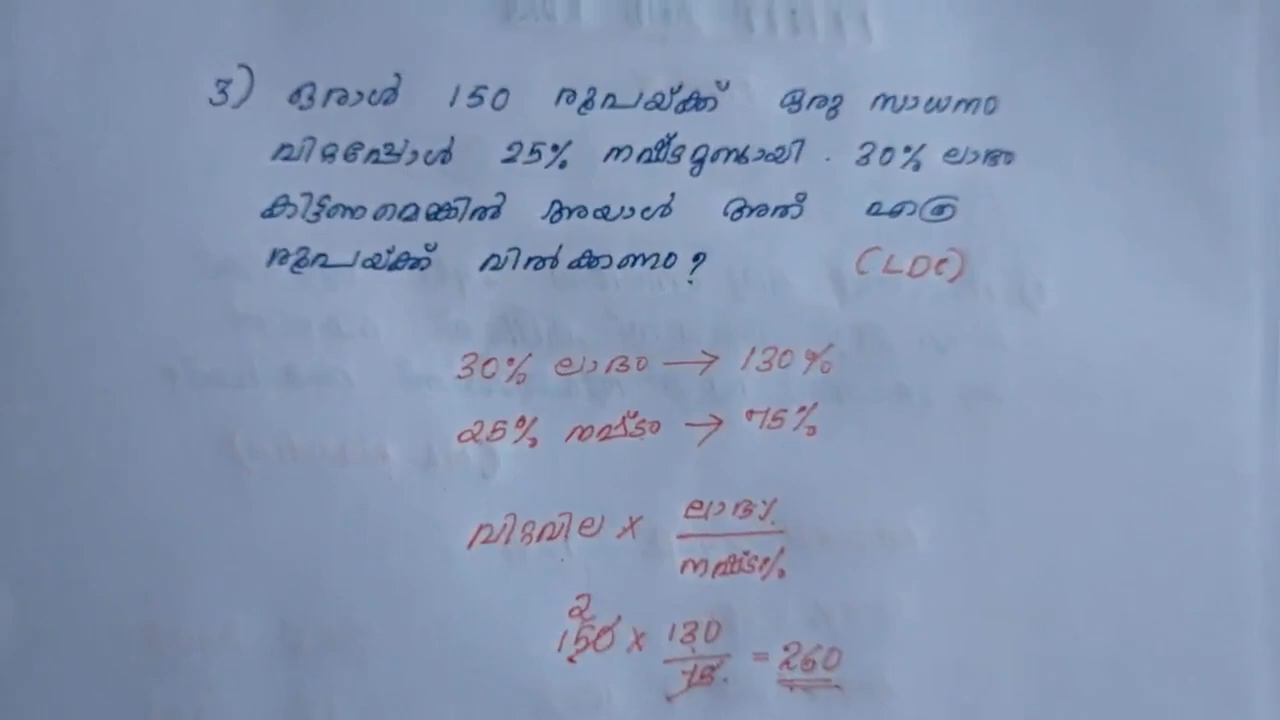 3) ഒരാൾ 150 രൂപയ്ക്ക് ഒരു സാധനം
വിറ്റപ്പോൾ 25% നഷ്ടമുണ്ടായി . 30% ലാഭം
കിട്ടണമെങ്കിൽ അയാൾ അത് എത്ര
രൂപയ്ക്ക് വിൽക്കണം? (LDC)
30% ലാഭം → 130%
25% നഷ്ടം → 75%
വിറ്റവില × ലാഭ%
നഷ്ട%
2
150 × 130
75 = 260